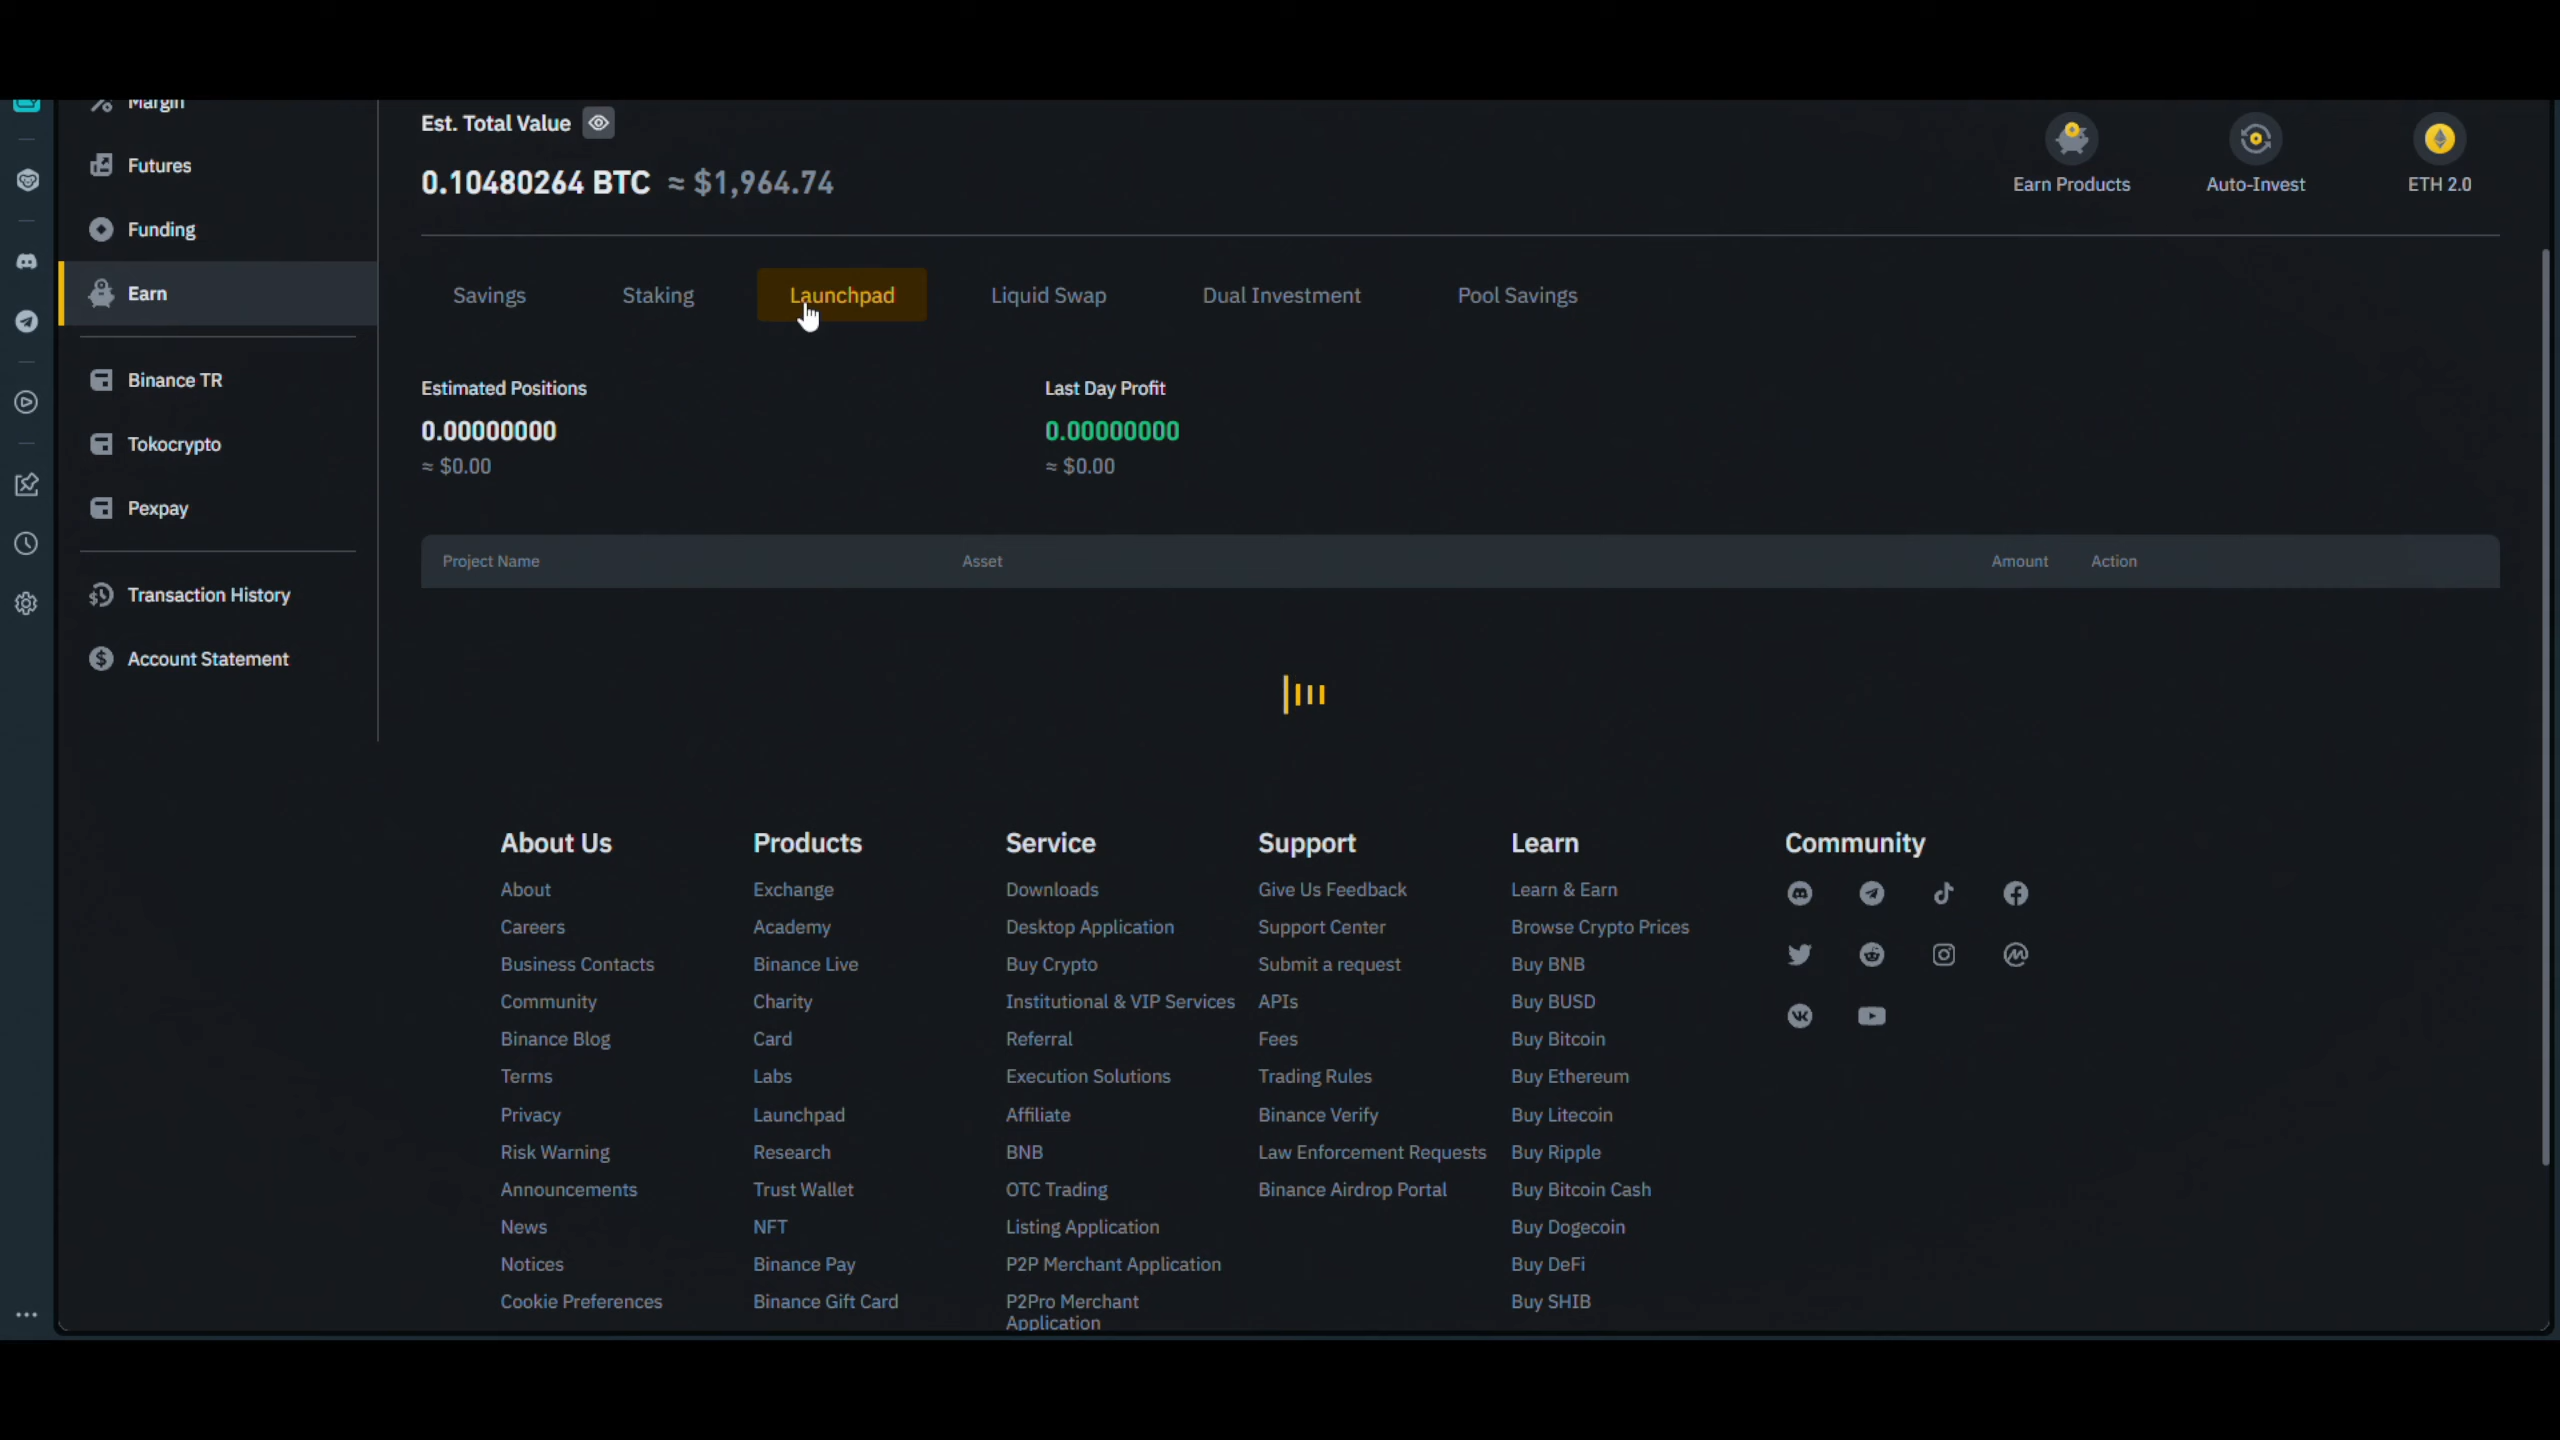 Margin
Futures
Funding
Earn
Binance TR
Tokocrypto
Pexpay
Transaction History
Account Statement
Est. Total Value
0.10480264 BTC ≈ $1,964.74
Earn Products
Auto-Invest
ETH 2.0
Savings
Staking
Launchpad
Liquid Swap
Dual Investment
Pool Savings
Estimated Positions
0.00000000
≈ $0.00
Last Day Profit
0.00000000
≈ $0.00
Project Name
Asset
Amount
Action
About Us
About
Careers
Business Contacts
Community
Binance Blog
Terms
Privacy
Risk Warning
Announcements
News
Notices
Cookie Preferences
Products
Exchange
Academy
Binance Live
Charity
Card
Labs
Launchpad
Research
Trust Wallet
NFT
Binance Pay
Binance Gift Card
Service
Downloads
Desktop Application
Buy Crypto
Institutional & VIP Services
Referral
Execution Solutions
Affiliate
BNB
OTC Trading
Listing Application
P2P Merchant Application
P2Pro Merchant
Application
Support
Give Us Feedback
Support Center
Submit a request
APIs
Fees
Trading Rules
Binance Verify
Law Enforcement Requests
Binance Airdrop Portal
Learn
Learn & Earn
Browse Crypto Prices
Buy BNB
Buy BUSD
Buy Bitcoin
Buy Ethereum
Buy Litecoin
Buy Ripple
Buy Bitcoin Cash
Buy Dogecoin
Buy DeFi
Buy SHIB
Community